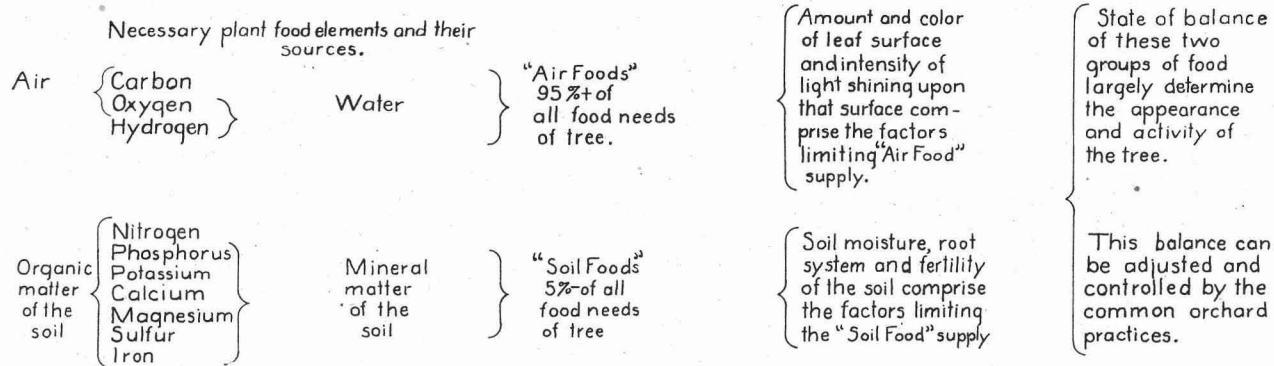 Necessary plant food elements and their
sources.
Air
Carbon
Oxygen
Hydrogen
Water
"Air Foods"
95%+of
all food needs
of tree.
Amount and color
of leaf surface
and intensity of
light shining upon
that surface com-
prise the factors
limiting "Air Food"
supply.
State of balance
of these two
groups of food
largely determine
the appearance
and activity of
the tree.
Organic
matter
of the
soil
Nitrogen
Phosphorus
Potassium
Calcium
Magnesium
Sulfur
Iron
Mineral
matter
of the
soil
"Soil Foods"
5%-of all
food needs
of tree
Soil moisture, root
system and fertility
of the soil comprise
the factors limiting
the "Soil Food" supply
This balance can
be adjusted and
controlled by the
common orchard
practices.